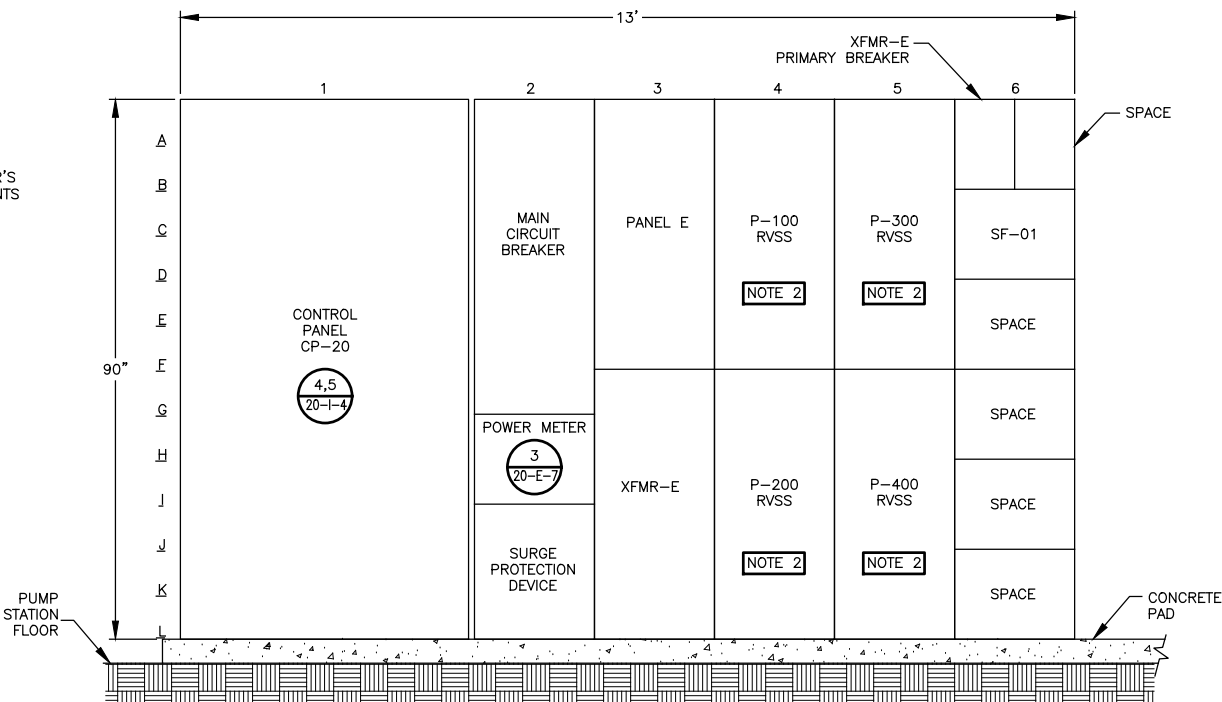 13'
XFMR-E
PRIMARY BREAKER
1
2
3
4
5
6
SPACE
R'S
NTS
A
B
C
D
E
F
G
H
I
J
K
L
90"
CONTROL
PANEL
CP-20
4,5
20-I-4
MAIN
CIRCUIT
BREAKER
POWER METER
3
20-E-7
SURGE
PROTECTION
DEVICE
PANEL E
XFMR-E
P-100
RVSS
NOTE 2
P-200
RVSS
NOTE 2
P-300
RVSS
NOTE 2
P-400
RVSS
NOTE 2
SF-01
SPACE
SPACE
SPACE
SPACE
PUMP
STATION
FLOOR
CONCRETE
PAD